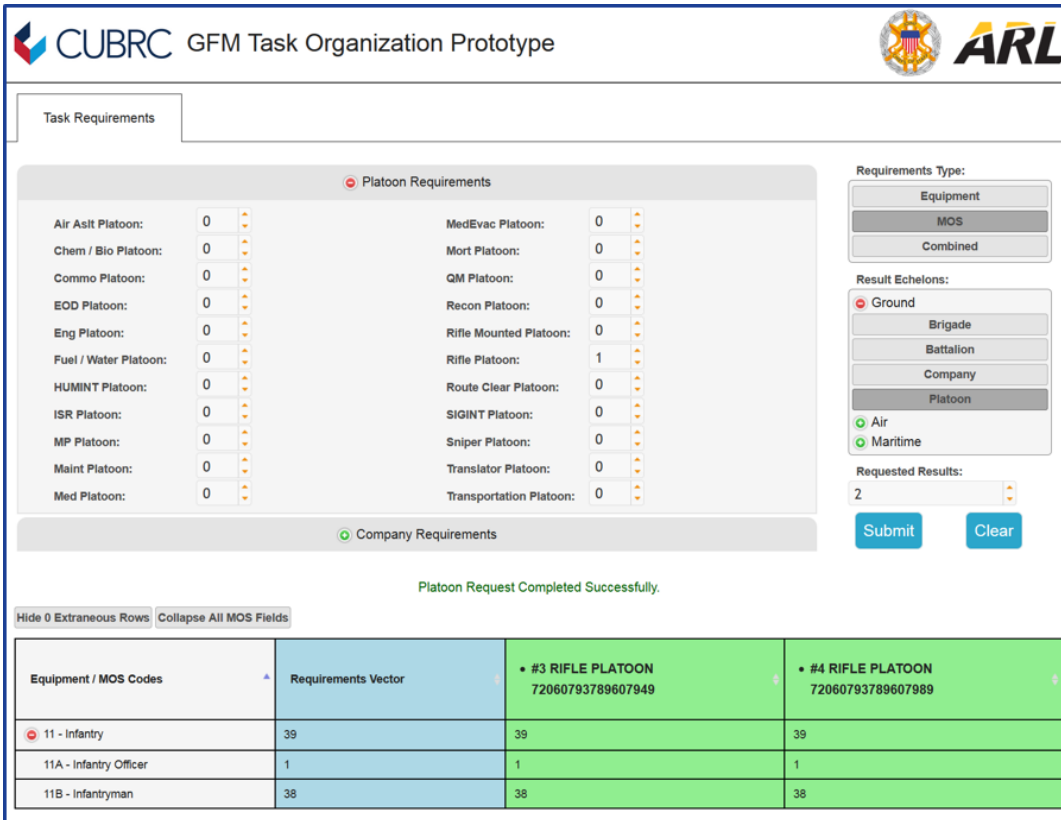 CUBRC GFM Task Organization Prototype
ARL
Task Requirements
Platoon Requirements
Air Aslt Platoon: 0
Chem / Bio Platoon: 0
Commo Platoon: 0
EOD Platoon: 0
Eng Platoon: 0
Fuel / Water Platoon: 0
HUMINT Platoon: 0
ISR Platoon: 0
MP Platoon: 0
Maint Platoon: 0
Med Platoon: 0
MedEvac Platoon: 0
Mort Platoon: 0
QM Platoon: 0
Recon Platoon: 0
Rifle Mounted Platoon: 0
Rifle Platoon: 1
Route Clear Platoon: 0
SIGINT Platoon: 0
Sniper Platoon: 0
Translator Platoon: 0
Transportation Platoon: 0
Company Requirements
Requirements Type:
Equipment
MOS
Combined
Result Echelons:
Ground
Brigade
Battalion
Company
Platoon
Air
Maritime
Requested Results:
2
Submit Clear
Platoon Request Completed Successfully.
Hide 0 Extraneous Rows Collapse All MOS Fields
Equipment / MOS Codes
Requirements Vector
• #3 RIFLE PLATOON
72060793789607949
• #4 RIFLE PLATOON
72060793789607989
11 - Infantry 39 39 39
11A - Infantry Officer 1 1 1
11B - Infantryman 38 38 38